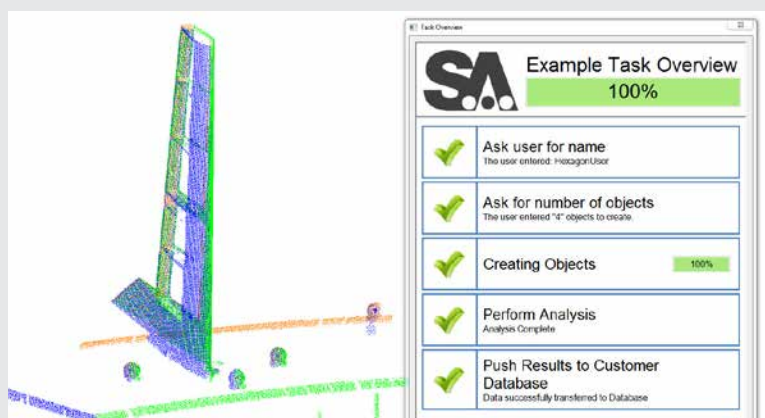 Task Overview
SA
Example Task Overview
100%
Ask user for name
The user entered: HexagonUser
Ask for number of objects
The user entered "4" objects to create.
Creating Objects
100%
Perform Analysis
Analysis Complete
Push Results to Customer
Database
Data successfully transferred to Database